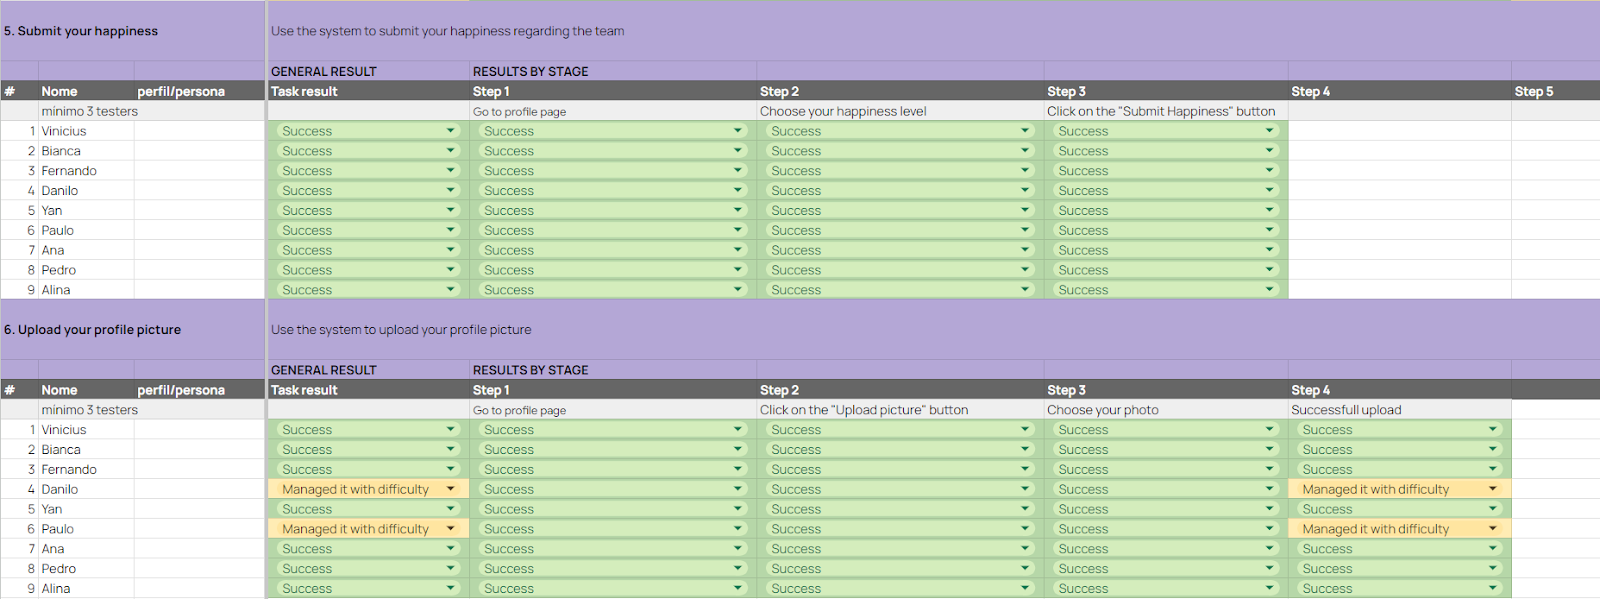 5. Submit your happiness Use the system to submit your happiness regarding the team
GENERAL RESULT RESULTS BY STAGE
# Nome perfil/persona Task result Step 1 Step 2 Step 3 Step 4 Step 5
mínimo 3 testers Go to profile page Choose your happiness level Click on the "Submit Happiness" button
1 Vinicius Success Success Success Success
2 Bianca Success Success Success Success
3 Fernando Success Success Success Success
4 Danilo Success Success Success Success
5 Yan Success Success Success Success
6 Paulo Success Success Success Success
7 Ana Success Success Success Success
8 Pedro Success Success Success Success
9 Alina Success Success Success Success
6. Upload your profile picture Use the system to upload your profile picture
GENERAL RESULT RESULTS BY STAGE
# Nome perfil/persona Task result Step 1 Step 2 Step 3 Step 4
mínimo 3 testers Go to profile page Click on the "Upload picture" button Choose your photo Successfull upload
1 Vinicius Success Success Success Success Success
2 Bianca Success Success Success Success Success
3 Fernando Success Success Success Success Success
4 Danilo Managed it with difficulty Success Success Success Managed it with difficulty
5 Yan Success Success Success Success Success
6 Paulo Managed it with difficulty Success Success Success Managed it with difficulty
7 Ana Success Success Success Success Success
8 Pedro Success Success Success Success Success
9 Alina Success Success Success Success Success